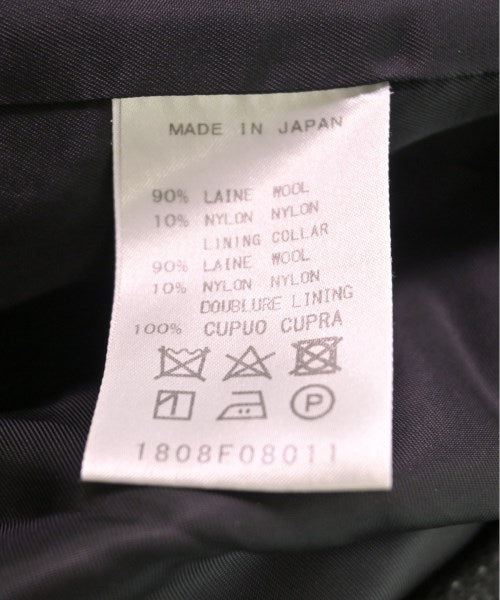 MADE IN JAPAN
90% LAINE WOOL
10% NYLON NYLON
LINING COLLAR
90% LAINE WOOL
10% NYLON NYLON
DOUBLURE LINING
100% CUPUO CUPRA
P
1808F08011